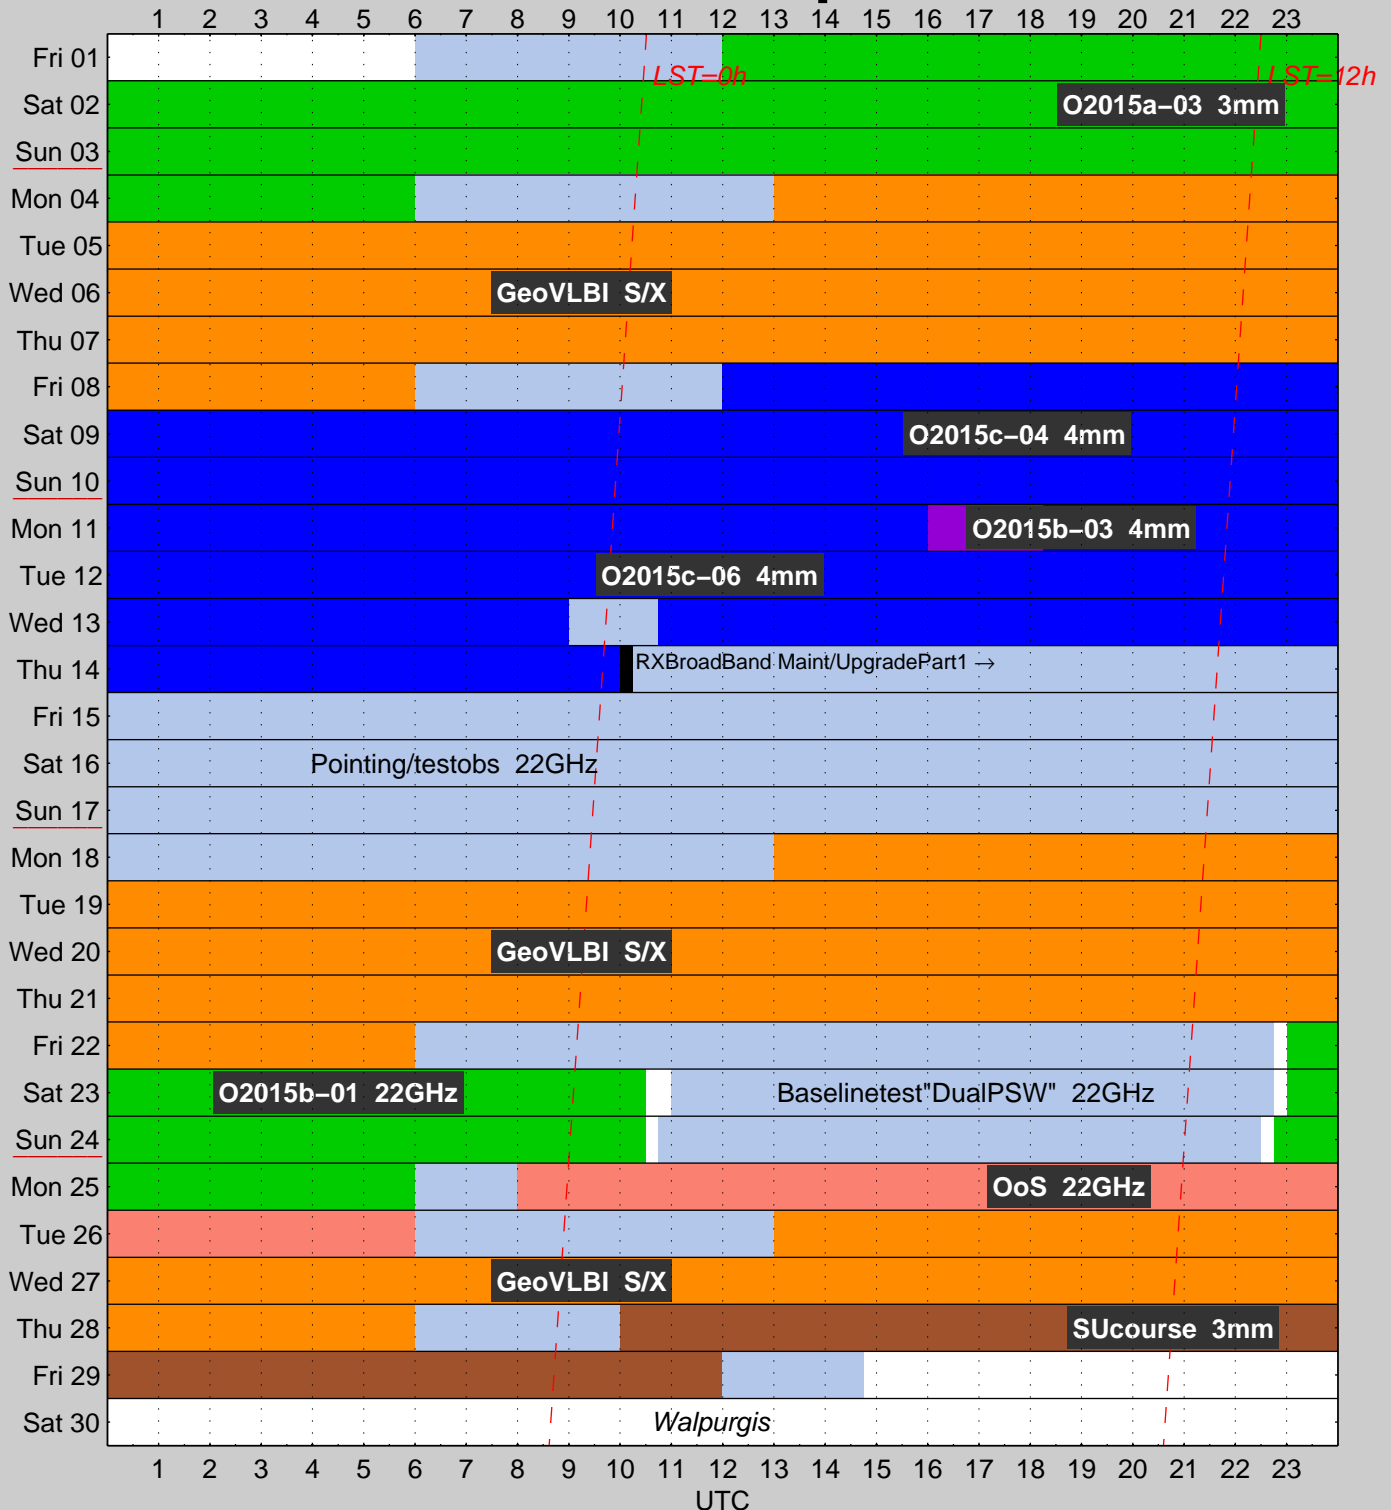 1 2 3 4 5 6 7 8 9 10 11 12 13 14 15 16 17 18 19 20 21 22 23
Fri 01
LST=0h LST=12h
Sat 02 O2015a−03 3mm
Sun 03
Mon 04
Tue 05
Wed 06 GeoVLBI S/X
Thu 07
Fri 08
Sat 09 O2015c−04 4mm
Sun 10
Mon 11 O2015b−03 4mm
Tue 12 O2015c−06 4mm
Wed 13
Thu 14 RXBroadBand Maint/UpgradePart1 →
Fri 15
Sat 16 Pointing/testobs 22GHz
Sun 17
Mon 18
Tue 19
Wed 20 GeoVLBI S/X
Thu 21
Fri 22
Sat 23 O2015b−01 22GHz Baselinetest"DualPSW" 22GHz
Sun 24
Mon 25 OoS 22GHz
Tue 26
Wed 27 GeoVLBI S/X
Thu 28 SUcourse 3mm
Fri 29
Sat 30 Walpurgis
1 2 3 4 5 6 7 8 9 10 11 12 13 14 15 16 17 18 19 20 21 22 23
UTC